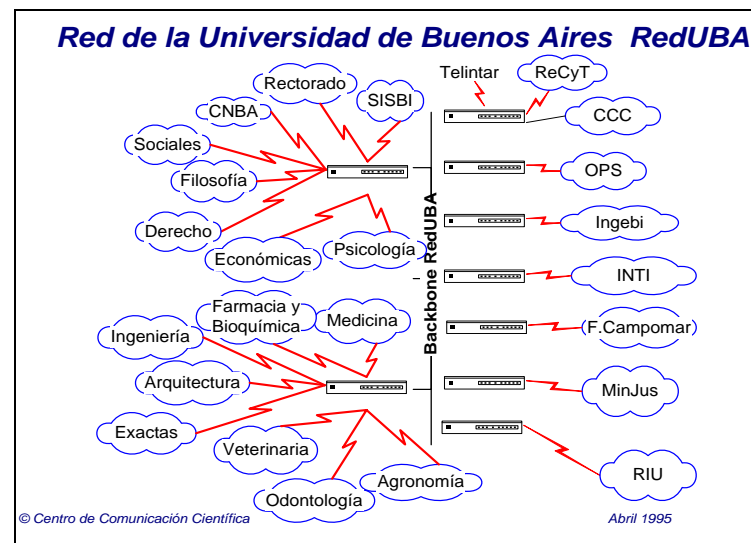 Red de la Universidad de Buenos Aires RedUBA
Rectorado
SISBI
CNBA
Sociales
Filosofía
Derecho
Económicas
Psicología
Telintar
ReCyT
CCC
OPS
Ingebi
INTI
F.Campomar
MinJus
RIU
Backbone RedUBA
Farmacia y
Bioquímica
Medicina
Ingeniería
Arquitectura
Exactas
Veterinaria
Odontología
Agronomía
© Centro de Comunicación Científica
Abril 1995